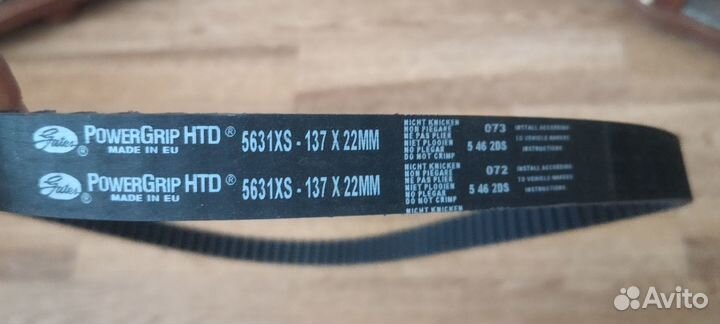 Gates POWERGRIP HTD® 5631XS - 137 X 22MM
MADE IN EU
NICHT KNICKEN
NON PIEGARE
NE PAS PLIER
NIET PLOOIEN
NO PLEGAR
DO NOT CRIMP
073
5 46 2DS
INSTALL ACCORDING
TO VEHICLE MAKERS
INSTRUCTIONS
Gates POWERGRIP HTD® 5631XS - 137 X 22MM
MADE IN EU
NICHT KNICKEN
NON PIEGARE
NE PAS PLIER
NIET PLOOIEN
NO PLEGAR
DO NOT CRIMP
072
5 46 2DS
INSTALL ACCORDING
TO VEHICLE MAKERS
INSTRUCTIONS
NICHT KNICKEN
Avito